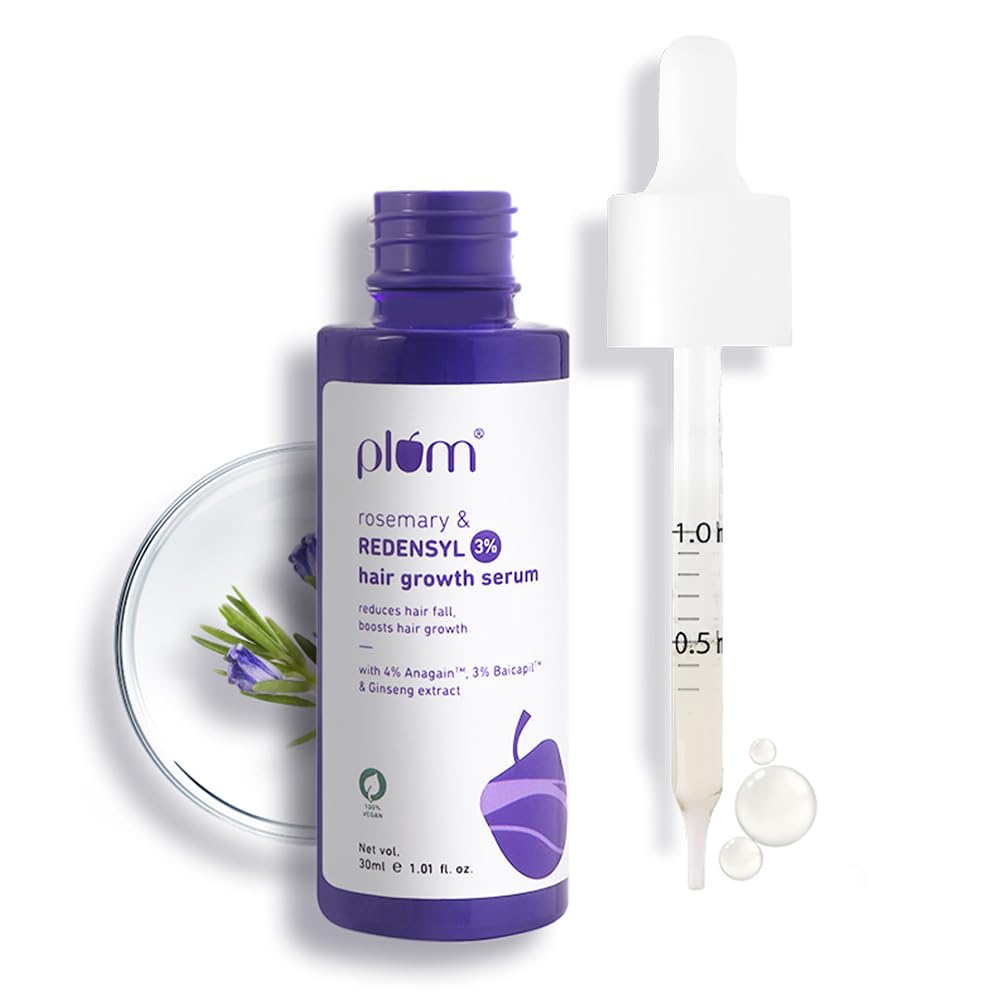 plum®
rosemary &
REDENSYL 3%
hair growth serum
reduces hair fall,
boosts hair growth
with 4% Anagain™, 3% Baicapil™
& Ginseng extract
100%
VEGAN
Net vol.
30ml ℮ 1.01 fl. oz.
1.0
0.5